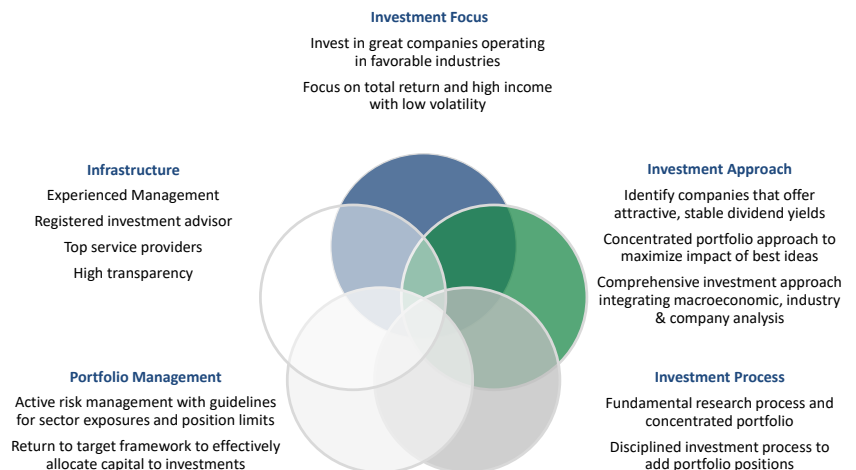 Investment Focus
Invest in great companies operating
in favorable industries
Focus on total return and high income
with low volatility
Infrastructure
Experienced Management
Registered investment advisor
Top service providers
High transparency
Investment Approach
Identify companies that offer
attractive, stable dividend yields
Concentrated portfolio approach to
maximize impact of best ideas
Comprehensive investment approach
integrating macroeconomic, industry
& company analysis
Portfolio Management
Active risk management with guidelines
for sector exposures and position limits
Return to target framework to effectively
allocate capital to investments
Investment Process
Fundamental research process and
concentrated portfolio
Disciplined investment process to
add portfolio positions